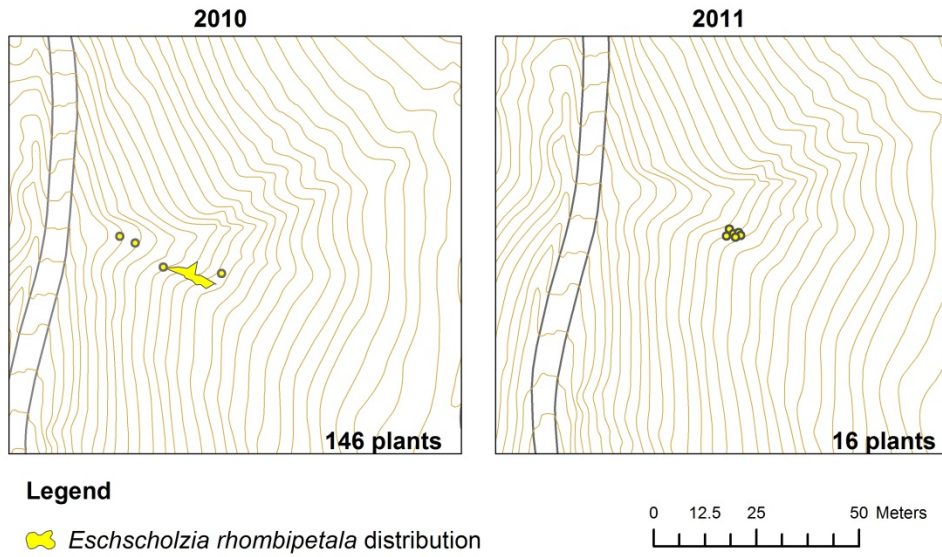 2010
2011
146 plants
16 plants
Legend
Eschscholzia rhombipetala distribution
0 12.5 25 50 Meters